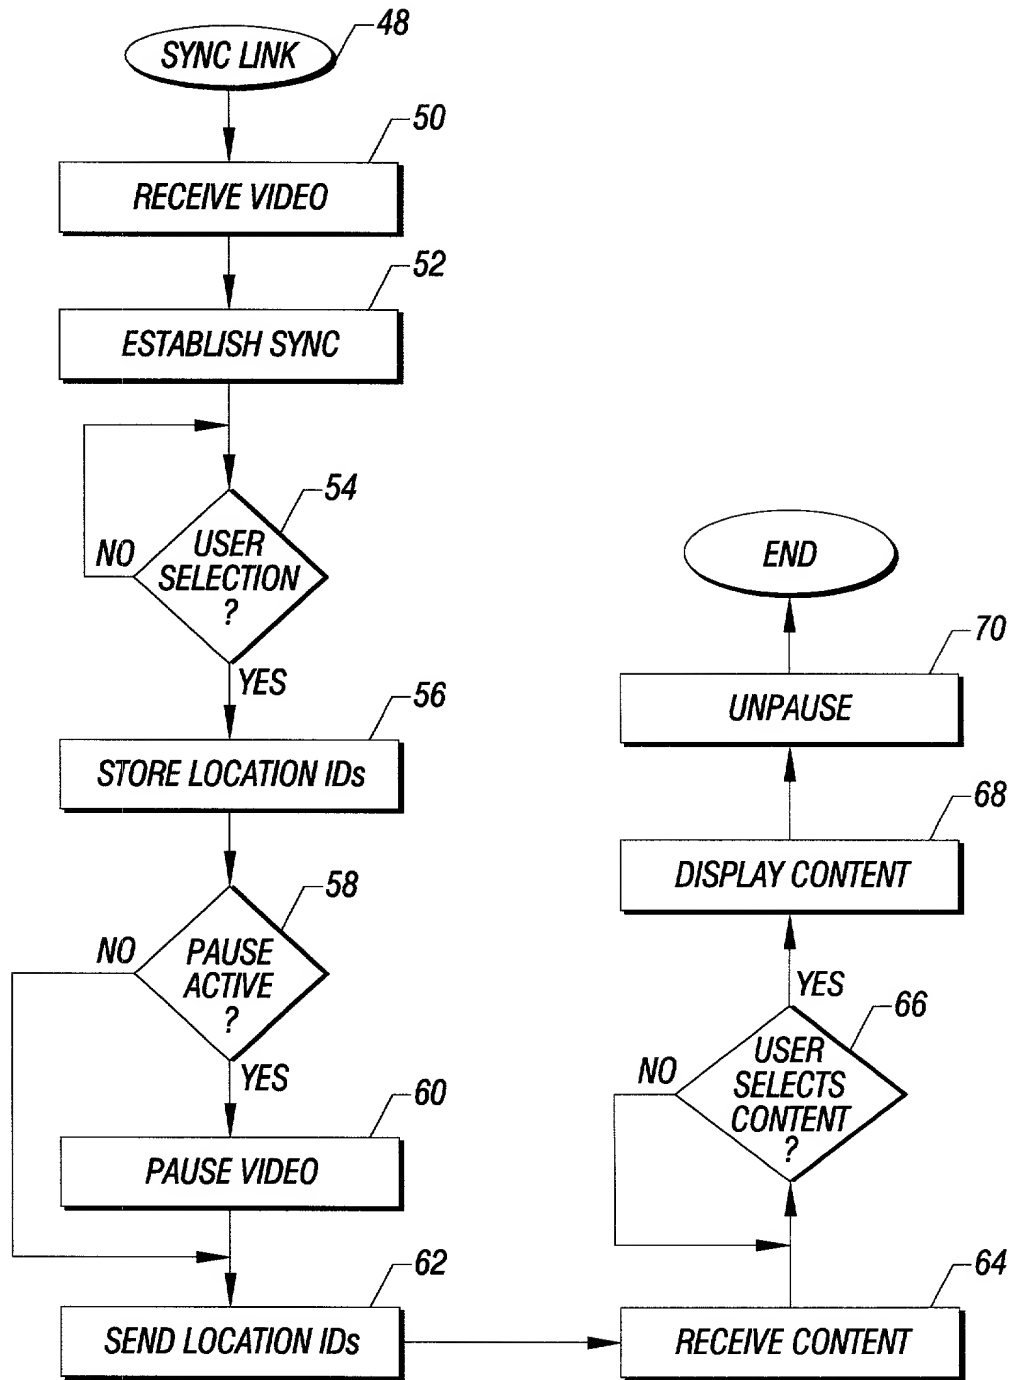 SYNC LINK
48
50
RECEIVE VIDEO
52
ESTABLISH SYNC
54
NO
USER
SELECTION
?
YES
56
STORE LOCATION IDs
58
NO
PAUSE
ACTIVE
?
YES
60
PAUSE VIDEO
62
SEND LOCATION IDs
64
RECEIVE CONTENT
66
NO
USER
SELECTS
CONTENT
?
YES
68
DISPLAY CONTENT
70
UNPAUSE
END